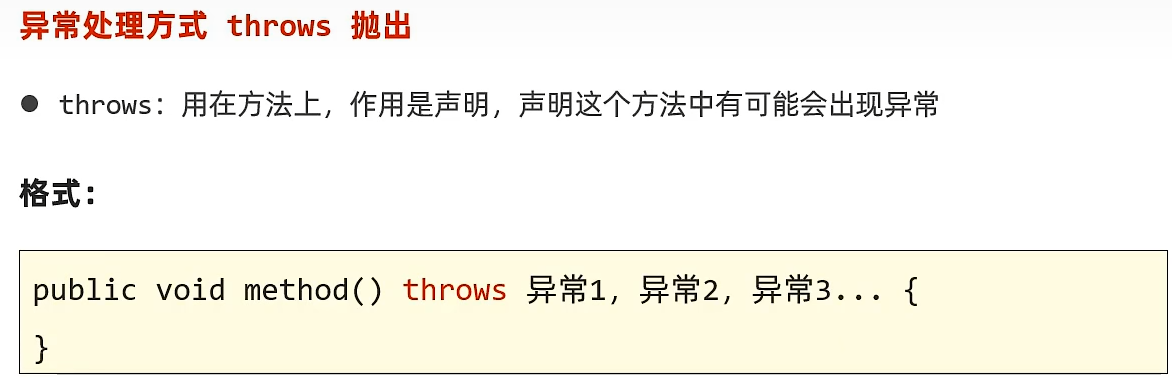 异常处理方式 throws 抛出
● throws：用在方法上，作用是声明，声明这个方法中有可能会出现异常
格式：
public void method() throws 异常1，异常2，异常3... {
}